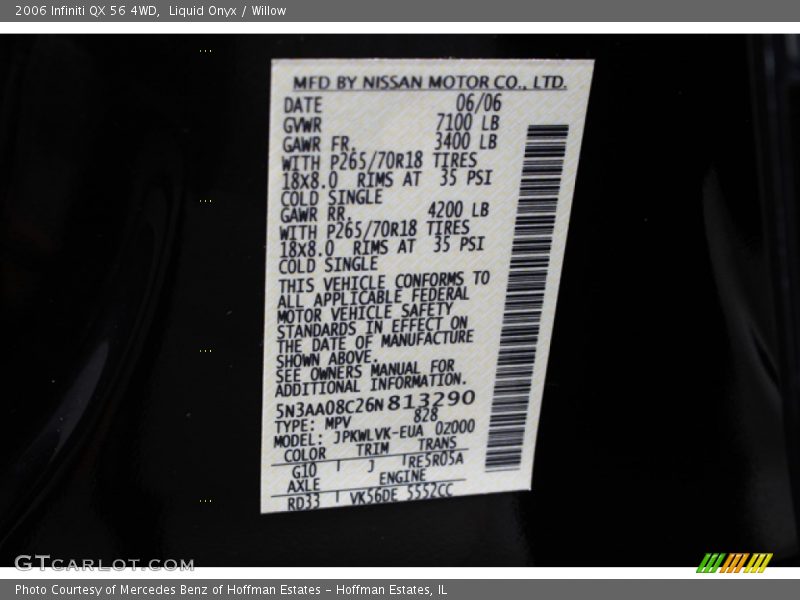 2006 Infiniti QX 56 4WD,  Liquid Onyx / Willow
MFD BY NISSAN MOTOR CO., LTD.
DATE 06/06
GVWR 7100 LB
GAWR FR. 3400 LB
WITH P265/70R18 TIRES
18X8.0 RIMS AT 35 PSI
COLD SINGLE
GAWR RR. 4200 LB
WITH P265/70R18 TIRES
18X8.0 RIMS AT 35 PSI
COLD SINGLE
THIS VEHICLE CONFORMS TO
ALL APPLICABLE FEDERAL
MOTOR VEHICLE SAFETY
STANDARDS IN EFFECT ON
THE DATE OF MANUFACTURE
SHOWN ABOVE.
SEE OWNERS MANUAL FOR
ADDITIONAL INFORMATION.
5N3AA08C26N 813290
TYPE: MPV 828
MODEL: JPKWLVK-EUA 0Z000
COLOR TRIM TRANS
G10 J RE5R05A
AXLE ENGINE
RD33 VK56DE 5552CC
GTCARLOT.COM
Photo Courtesy of Mercedes Benz of Hoffman Estates - Hoffman Estates, IL